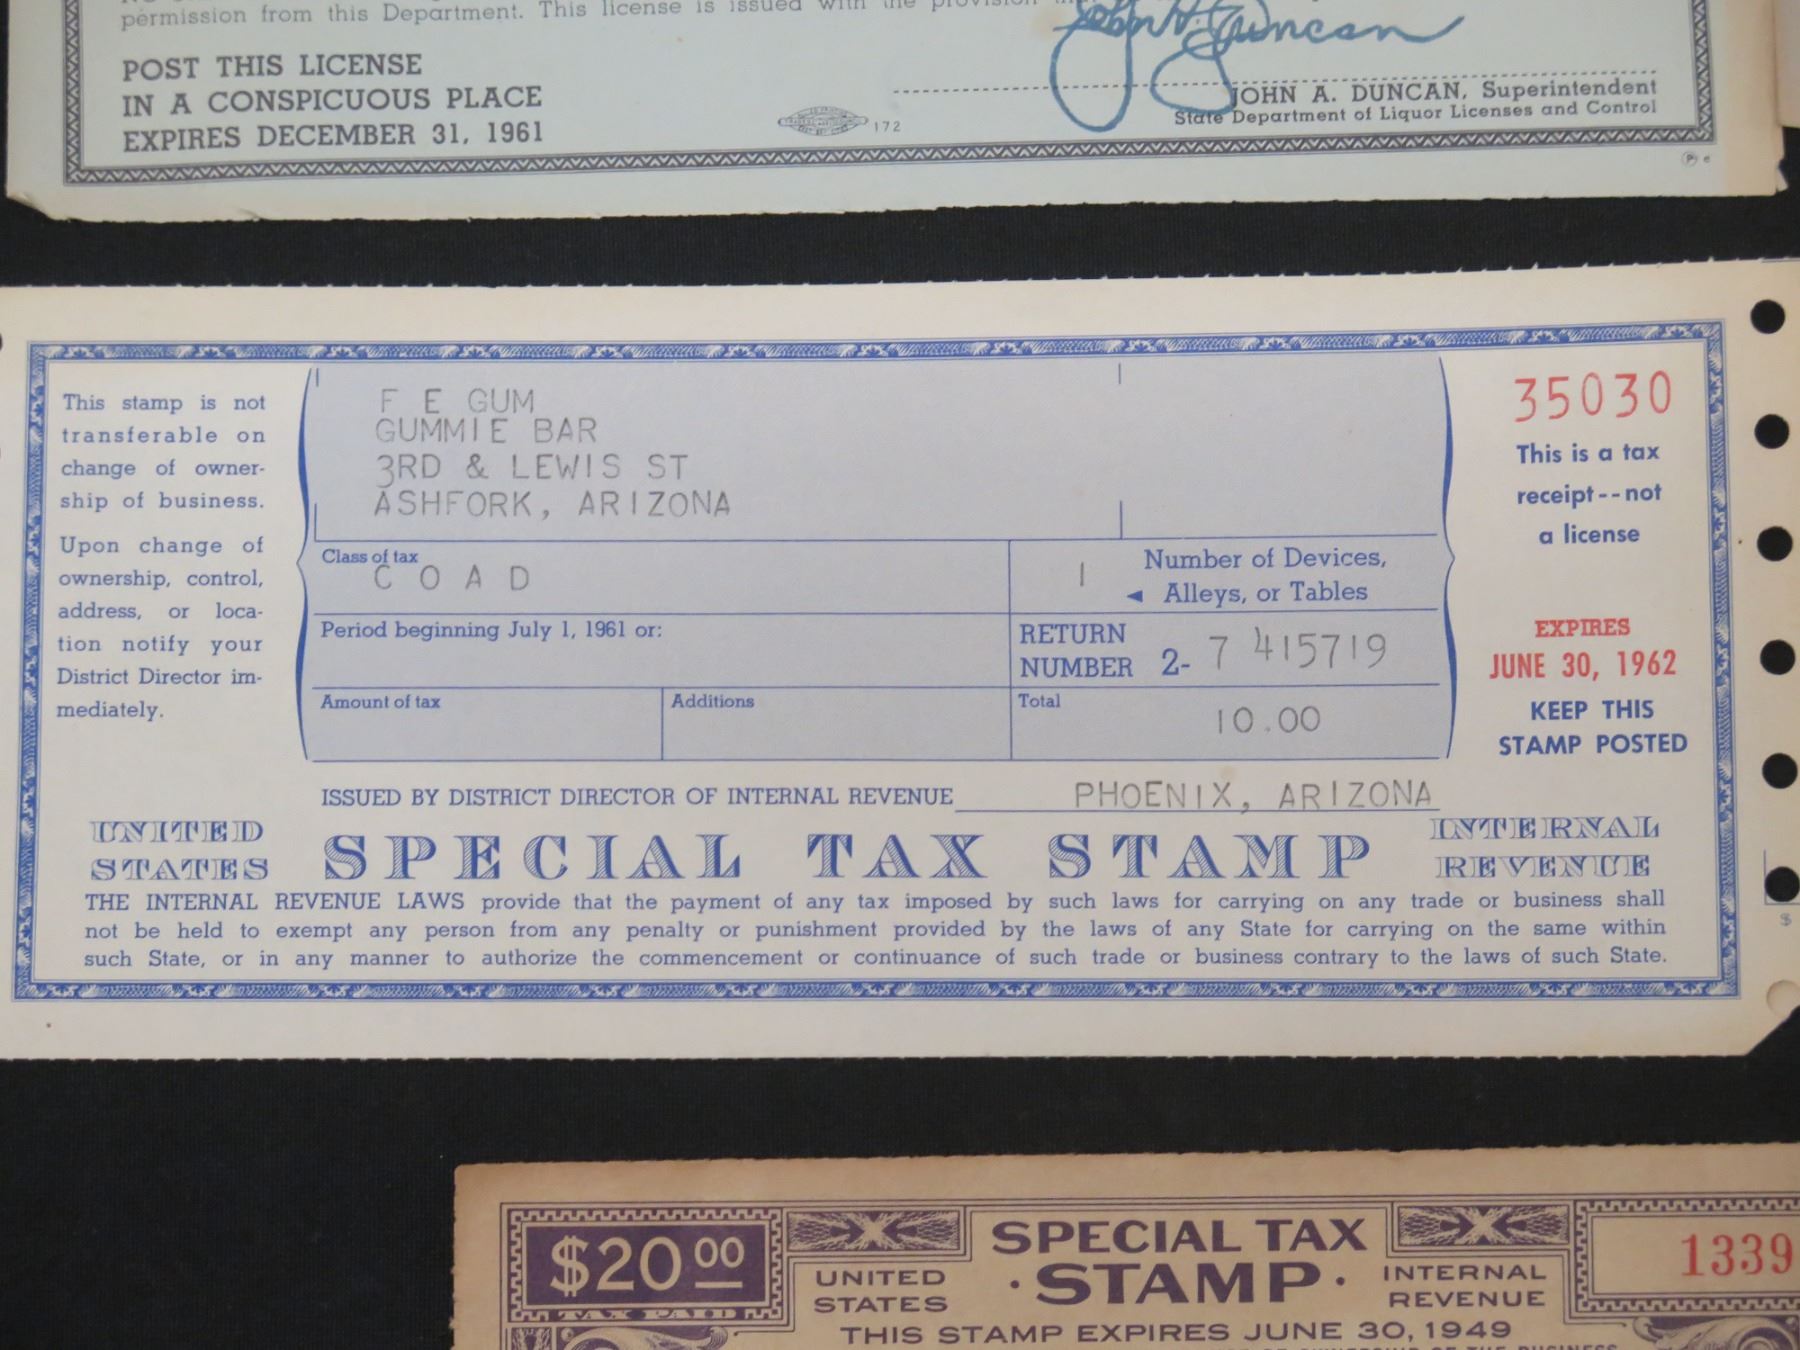 permission from this Department. This license is issued with the provision
POST THIS LICENSE
IN A CONSPICUOUS PLACE
EXPIRES DECEMBER 31, 1961
172
John A. Duncan
JOHN A. DUNCAN, Superintendent
State Department of Liquor Licenses and Control
This stamp is not
transferable on
change of owner-
ship of business.
Upon change of
ownership, control,
address, or loca-
tion notify your
District Director im-
mediately.
F E GUM
GUMMIE BAR
3RD & LEWIS ST
ASHFORK, ARIZONA
Class of tax
C O A D
1
Number of Devices,
◄ Alleys, or Tables
Period beginning July 1, 1961 or:
RETURN
NUMBER 2- 7 415719
Amount of tax
Additions
Total
10.00
35030
This is a tax
receipt--not
a license
EXPIRES
JUNE 30, 1962
KEEP THIS
STAMP POSTED
ISSUED BY DISTRICT DIRECTOR OF INTERNAL REVENUE PHOENIX, ARIZONA
UNITED
STATES
SPECIAL TAX STAMP
INTERNAL
REVENUE
THE INTERNAL REVENUE LAWS provide that the payment of any tax imposed by such laws for carrying on any trade or business shall
not be held to exempt any person from any penalty or punishment provided by the laws of any State for carrying on the same within
such State, or in any manner to authorize the commencement or continuance of such trade or business contrary to the laws of such State.
$
$20 00
TAX PAID
UNITED
STATES
SPECIAL TAX
· STAMP ·
INTERNAL
REVENUE
1339
THIS STAMP EXPIRES JUNE 30, 1949